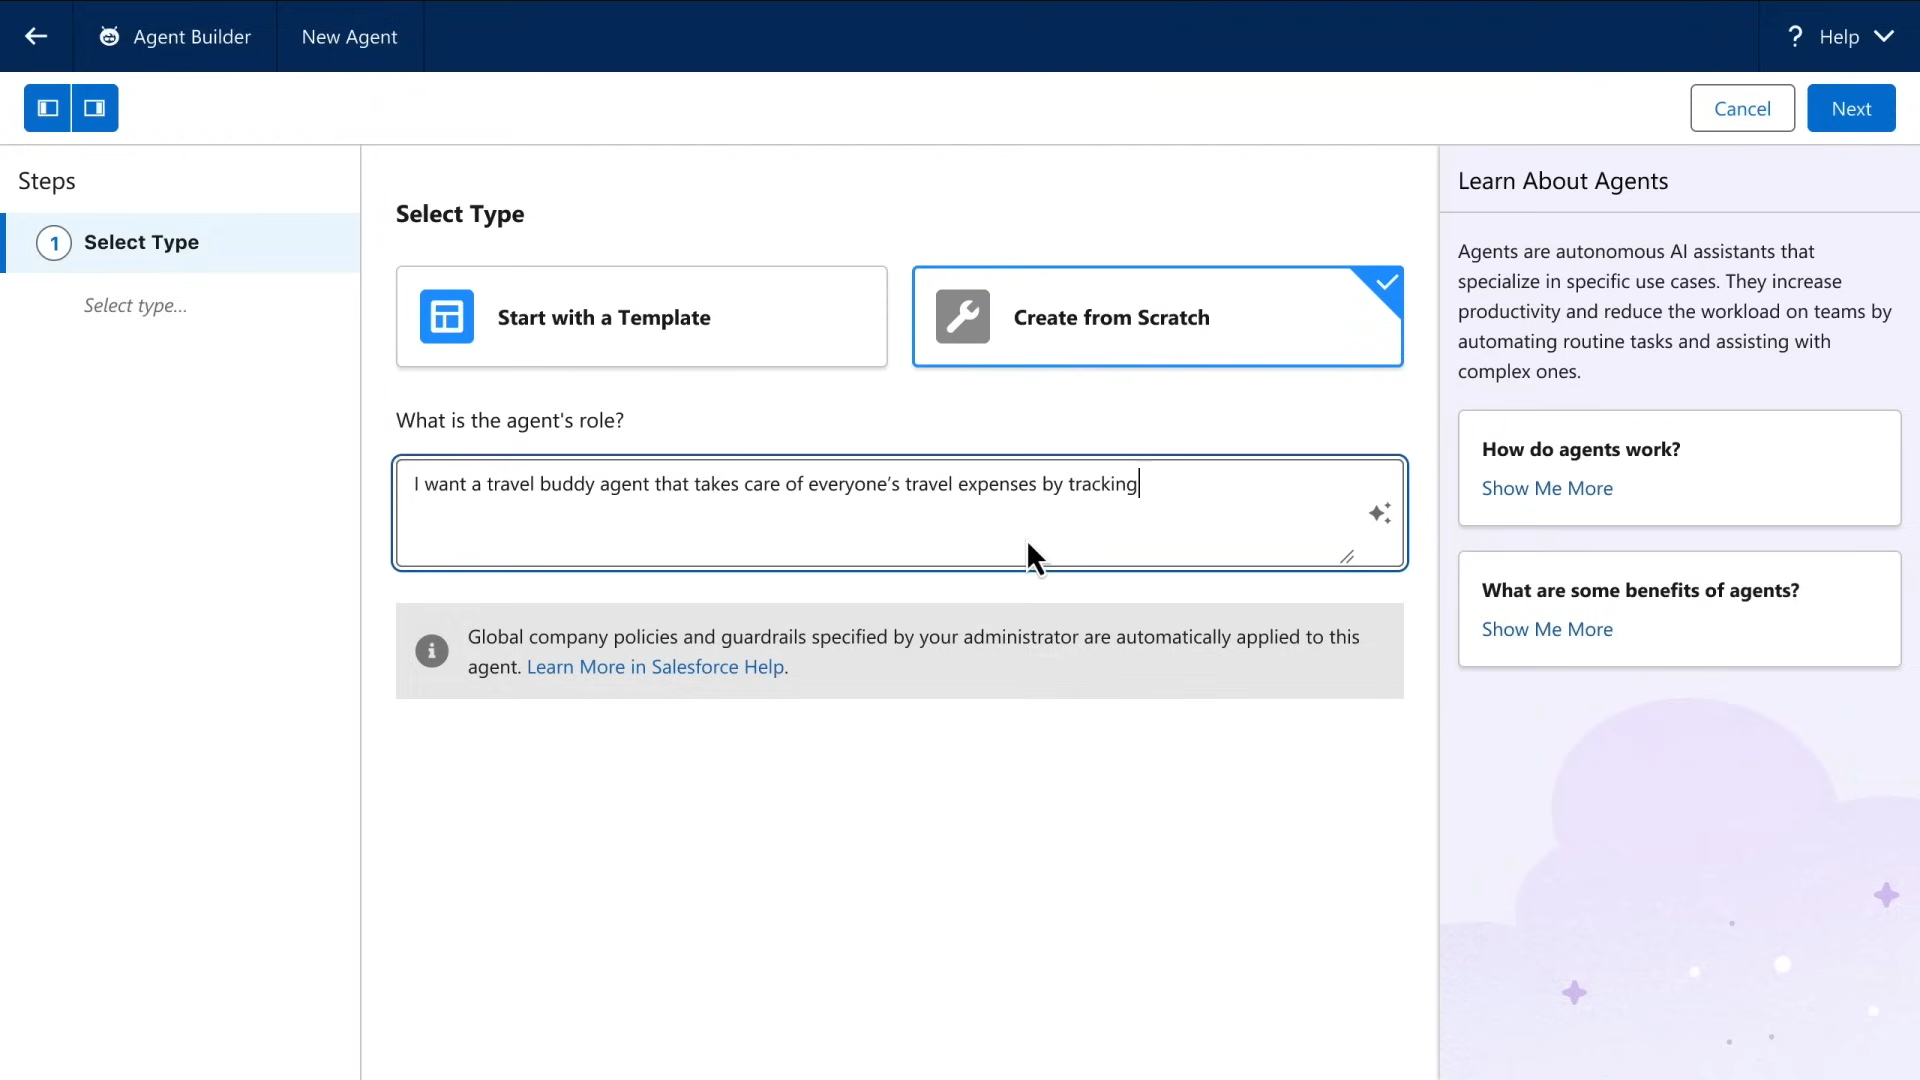 Agent Builder
New Agent
? Help
Cancel
Next
Steps
1 Select Type
Select type...
Select Type
Start with a Template
Create from Scratch
What is the agent's role?
I want a travel buddy agent that takes care of everyone’s travel expenses by tracking
Global company policies and guardrails specified by your administrator are automatically applied to this
agent. Learn More in Salesforce Help.
Learn About Agents
Agents are autonomous AI assistants that
specialize in specific use cases. They increase
productivity and reduce the workload on teams by
automating routine tasks and assisting with
complex ones.
How do agents work?
Show Me More
What are some benefits of agents?
Show Me More